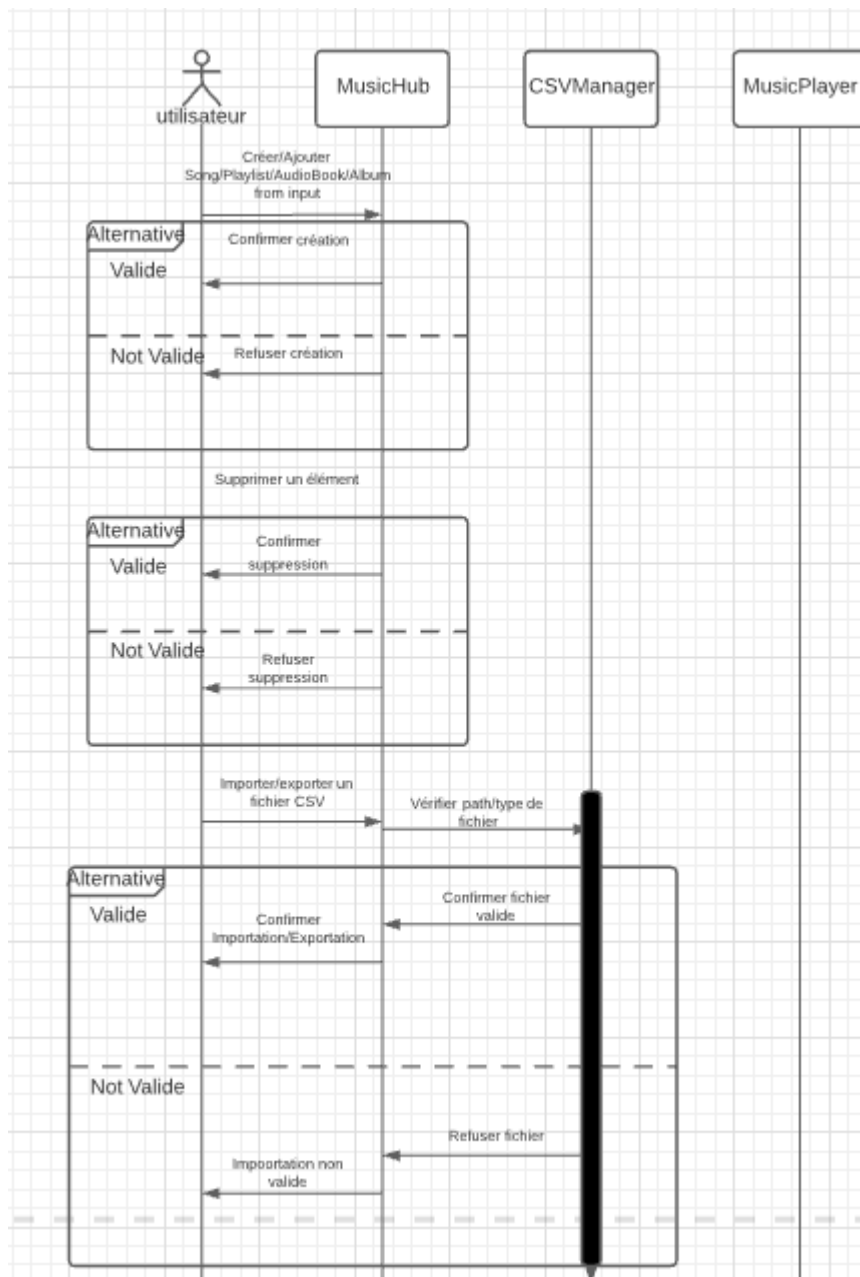 utilisateur
MusicHub
CSVManager
MusicPlayer
Créer/Ajouter
Song/Playlist/AudioBook/Album
from input
Alternative
Confirmer création
Valide
Not Valide
Refuser création
Supprimer un élément
Alternative
Confirmer
suppression
Valide
Not Valide
Refuser
suppression
Importer/exporter un
fichier CSV
Vérifier path/type de
fichier
Alternative
Valide
Confirmer fichier
valide
Confirmer
Importation/Exportation
Not Valide
Refuser fichier
Impoortation non
valide